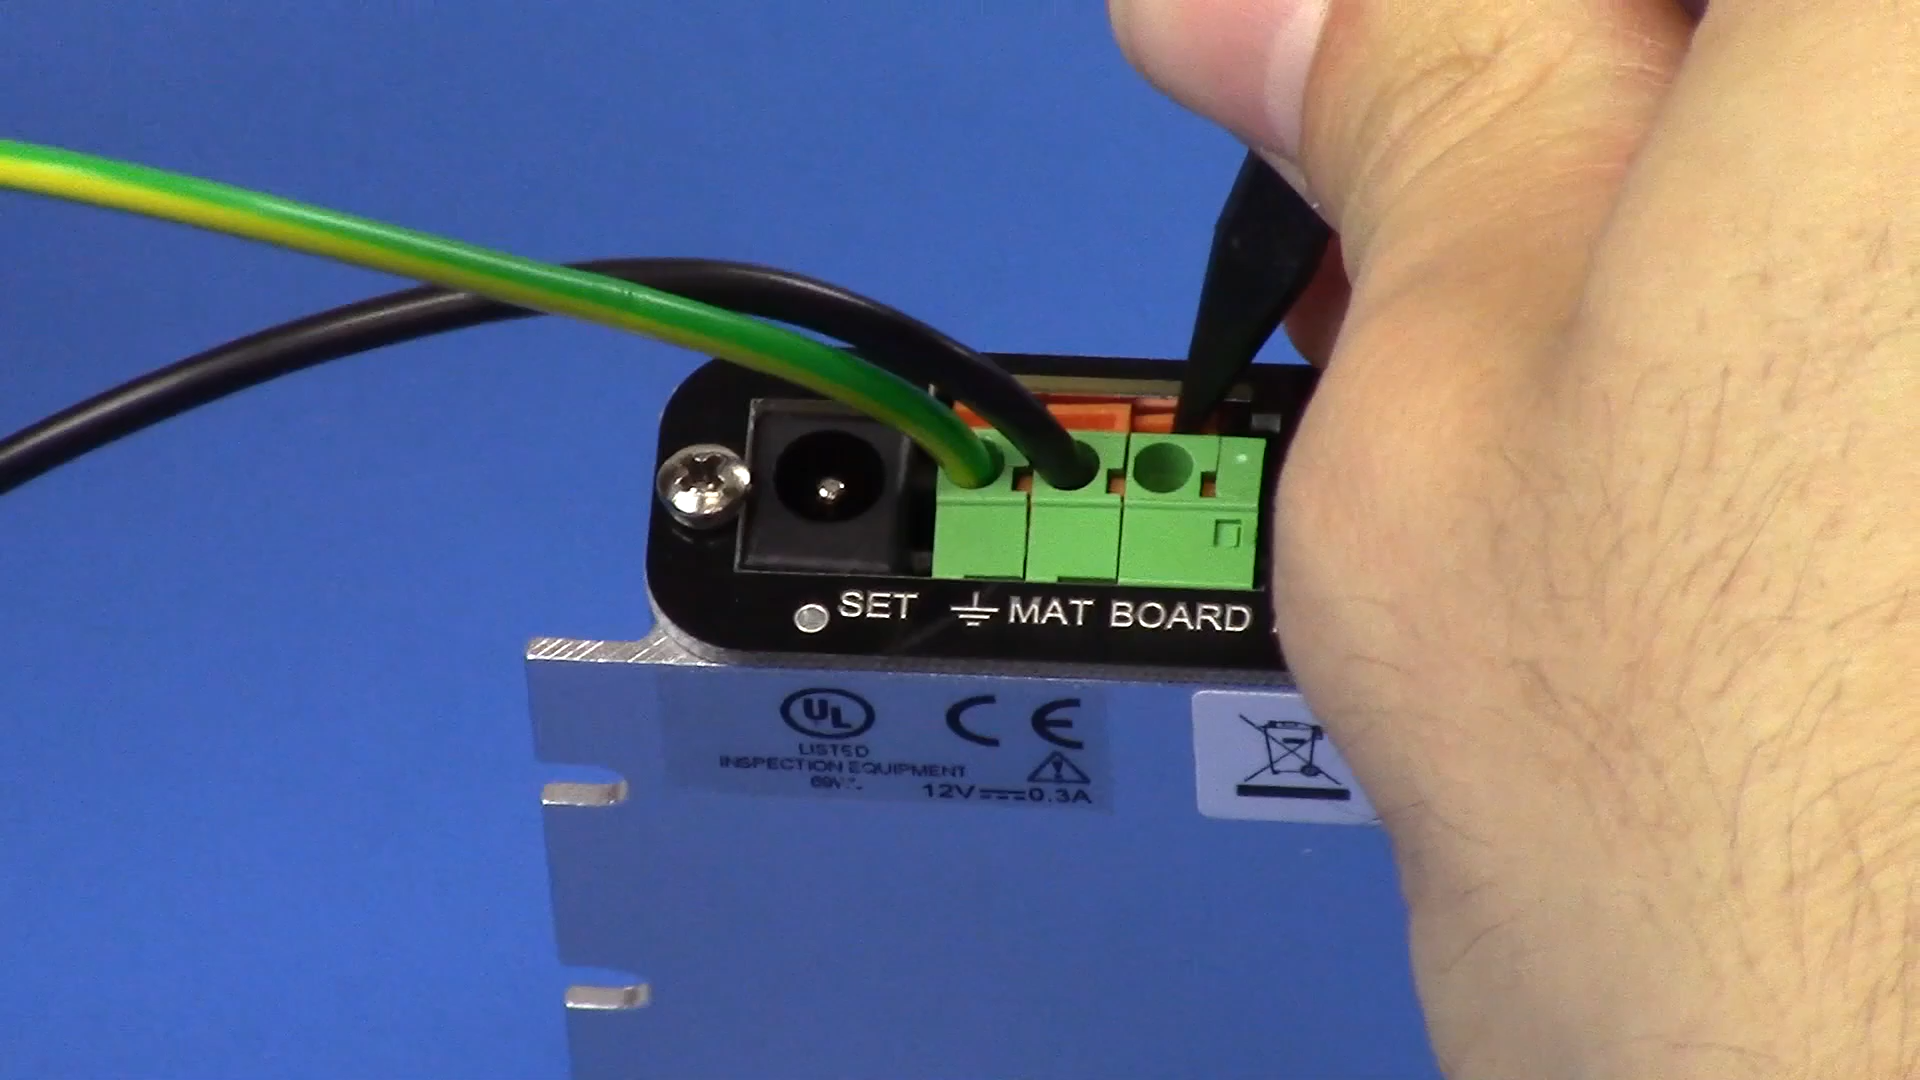 SET ⏚ MAT BOARD
UL
CE
LISTED
INSPECTION EQUIPMENT
12V⎓0.3A